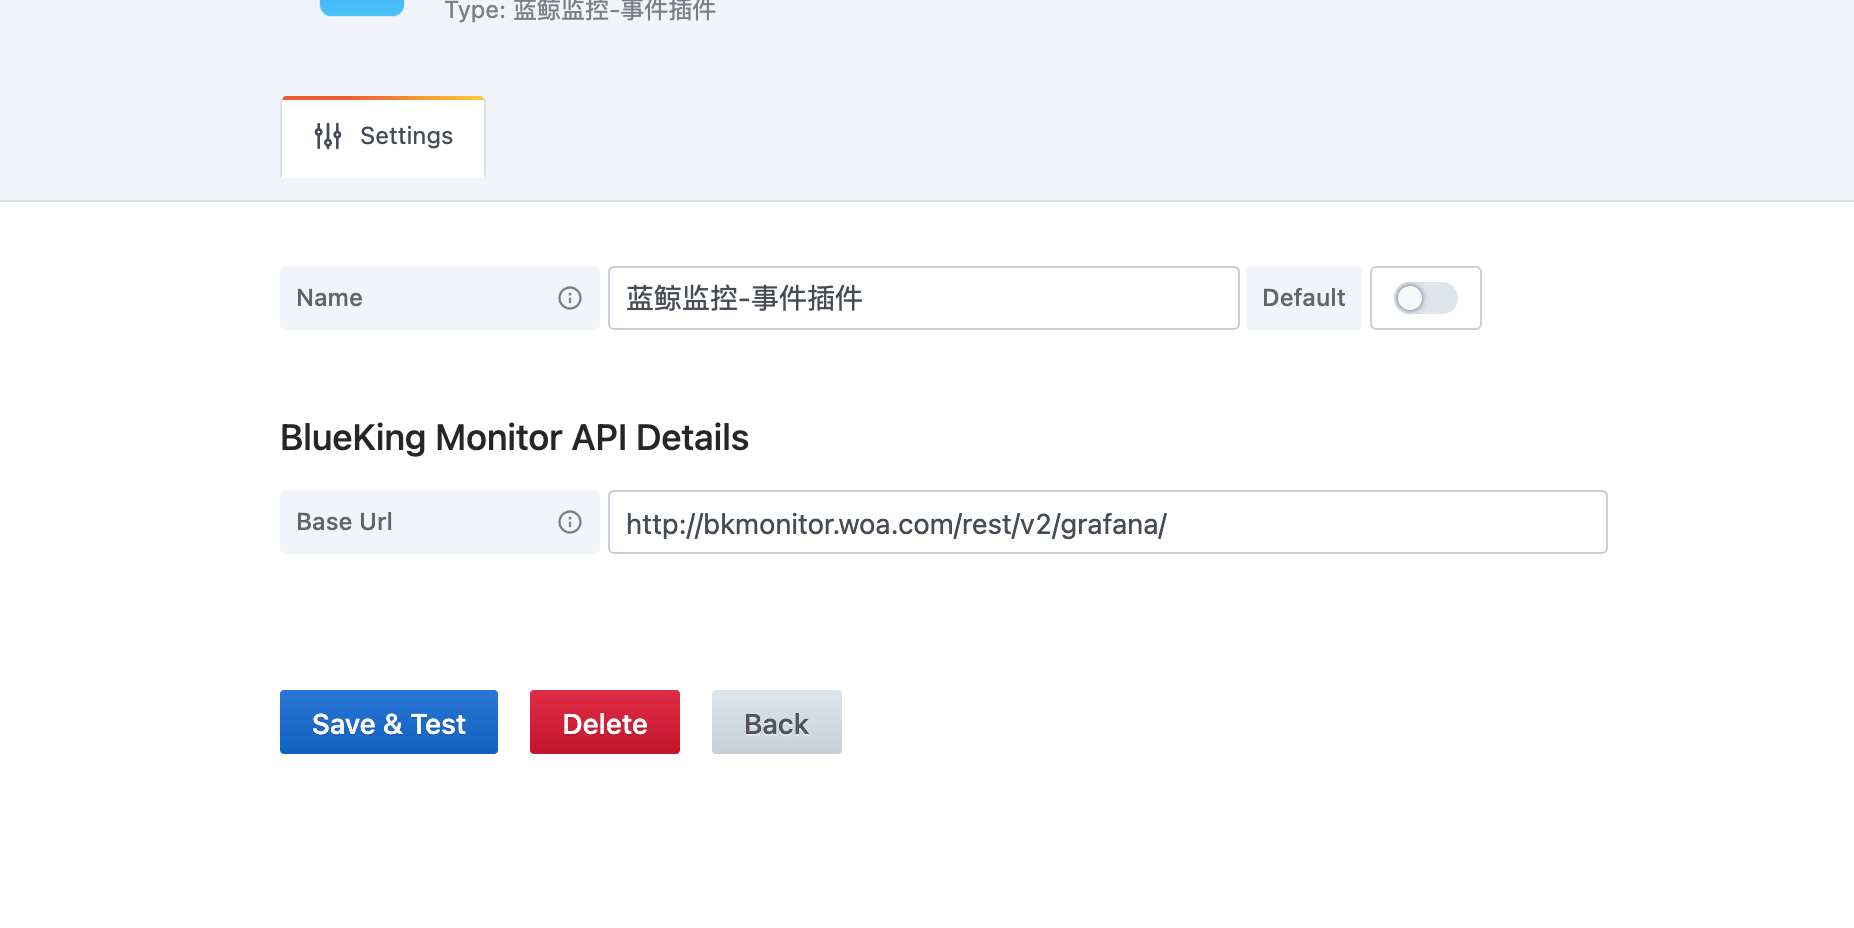 Type: 蓝鲸监控-事件插件
Settings
Name
蓝鲸监控-事件插件
Default
BlueKing Monitor API Details
Base Url
http://bkmonitor.woa.com/rest/v2/grafana/
Save & Test
Delete
Back